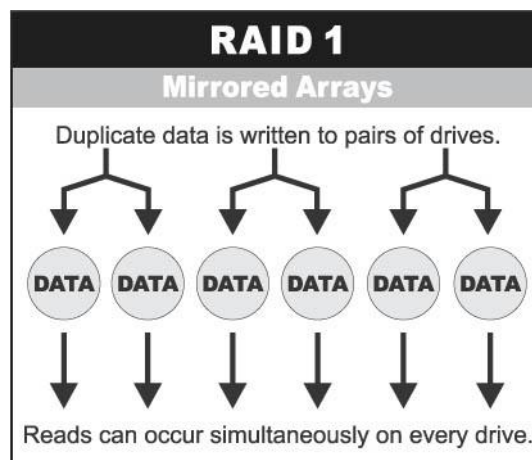 RAID 1
Mirrored Arrays
Duplicate data is written to pairs of drives.
DATA DATA DATA DATA DATA DATA
Reads can occur simultaneously on every drive.